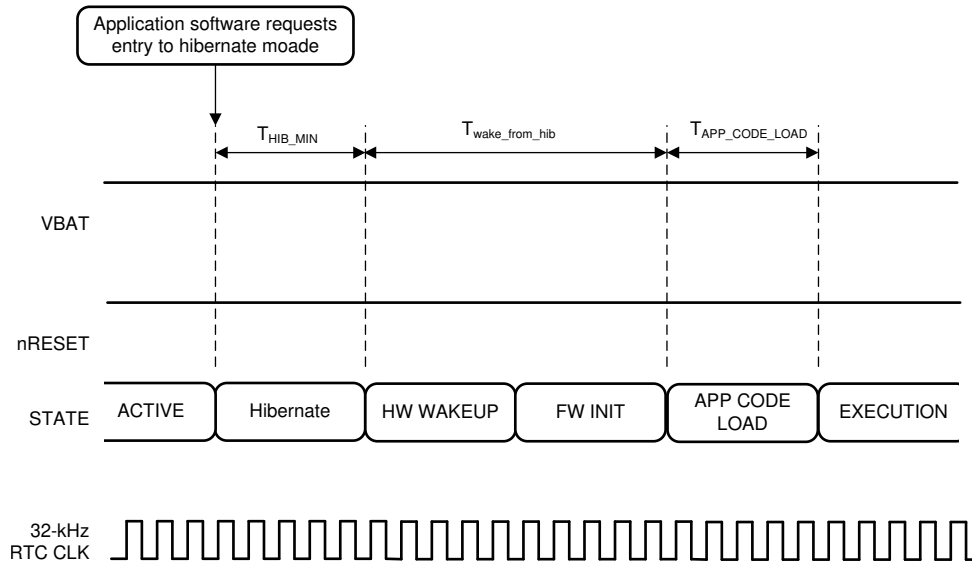 Application software requests
entry to hibernate moade
THIB_MIN
Twake_from_hib
TAPP_CODE_LOAD
VBAT
nRESET
STATE
ACTIVE
Hibernate
HW WAKEUP
FW INIT
APP CODE
LOAD
EXECUTION
32-kHz
RTC CLK